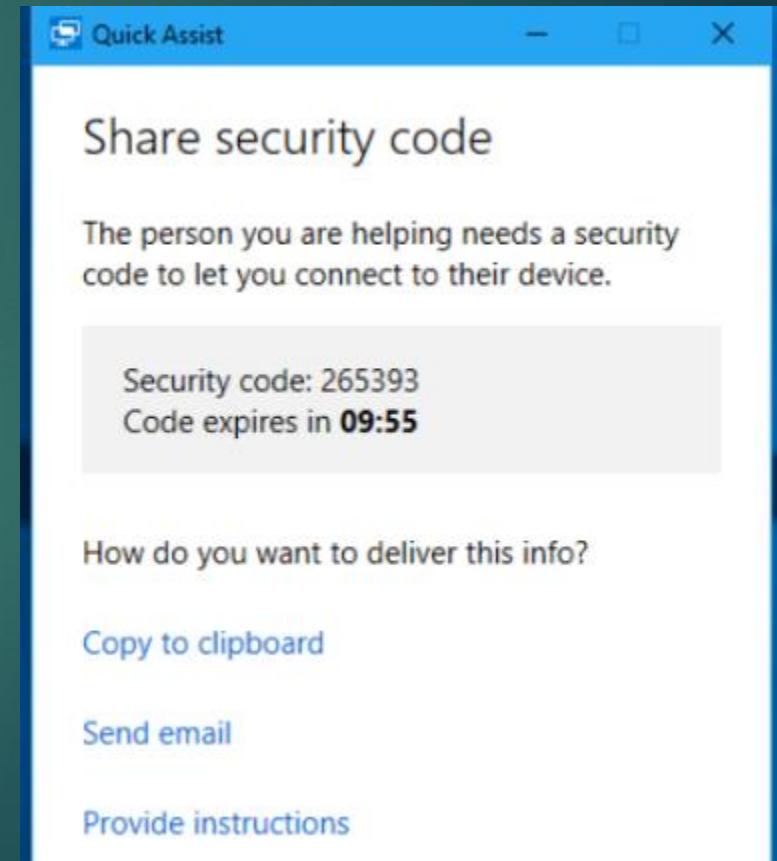 Quick Assist
Share security code
The person you are helping needs a security
code to let you connect to their device.
Security code: 265393
Code expires in 09:55
How do you want to deliver this info?
Copy to clipboard
Send email
Provide instructions